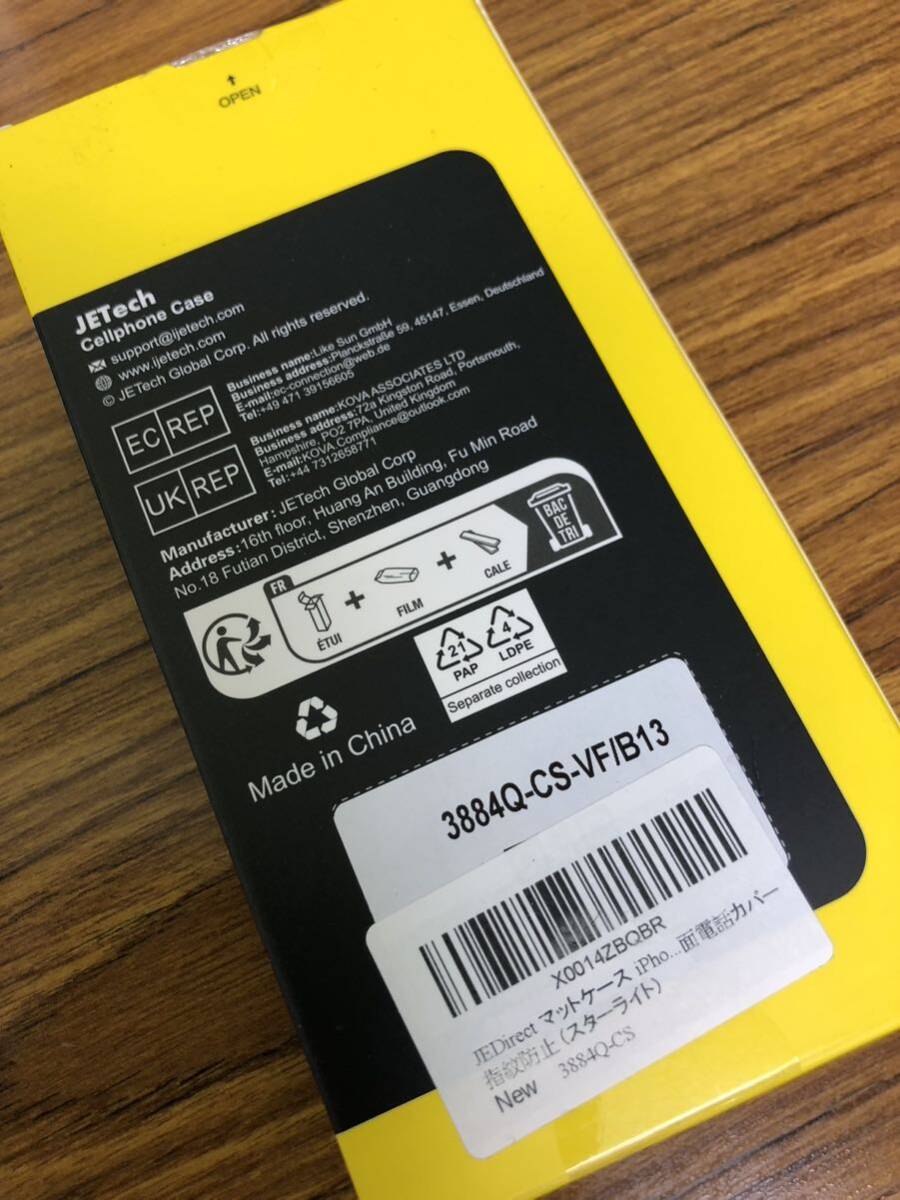 OPEN
JETech
Cellphone Case
support@ijetech.com
www.ijetech.com
© JETech Global Corp. All rights reserved.
EC REP
Business name:Like Sun GmbH
Business address:Planckstraße 59, 45147, Essen, Deutschland
E-mail:ec-connection@web.de
Tel:+49 471 39156605
UK REP
Business name:KOVA ASSOCIATES LTD
Business address:72a Kingston Road, Portsmouth,
Hampshire, PO2 7PA, United Kingdom
E-mail:KOVA.Compliance@outlook.com
Tel:+44 7312658771
Manufacturer: JETech Global Corp
Address:16th floor, Huang An Building, Fu Min Road
No.18 Futian District, Shenzhen, Guangdong
FR
ÉTUI + FILM + CALE
BAC
DE
TRI
21 PAP
4 LDPE
Separate collection
Made in China
3884Q-CS-VF/B13
X0014ZBQBR
JEDirect マットケース iPho...面電話カバー
指紋防止 (スターライト)
New 3884Q-CS